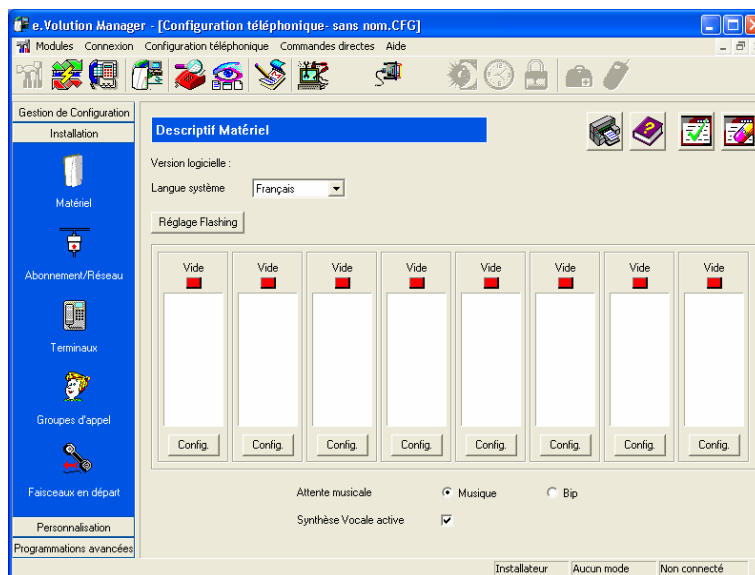 e.Volution Manager - [Configuration téléphonique- sans nom.CFG]
Modules Connexion Configuration téléphonique Commandes directes Aide
Gestion de Configuration
Installation
Matériel
Abonnement/Réseau
Terminaux
Groupes d'appel
Faisceaux en départ
Personnalisation
Programmations avancées
Descriptif Matériel
Version logicielle :
Langue système Français
Réglage Flashing
Vide Vide Vide Vide Vide Vide Vide Vide
Config. Config. Config. Config. Config. Config. Config. Config.
Attente musicale Musique Bip
Synthèse Vocale active
Installateur Aucun mode Non connecté